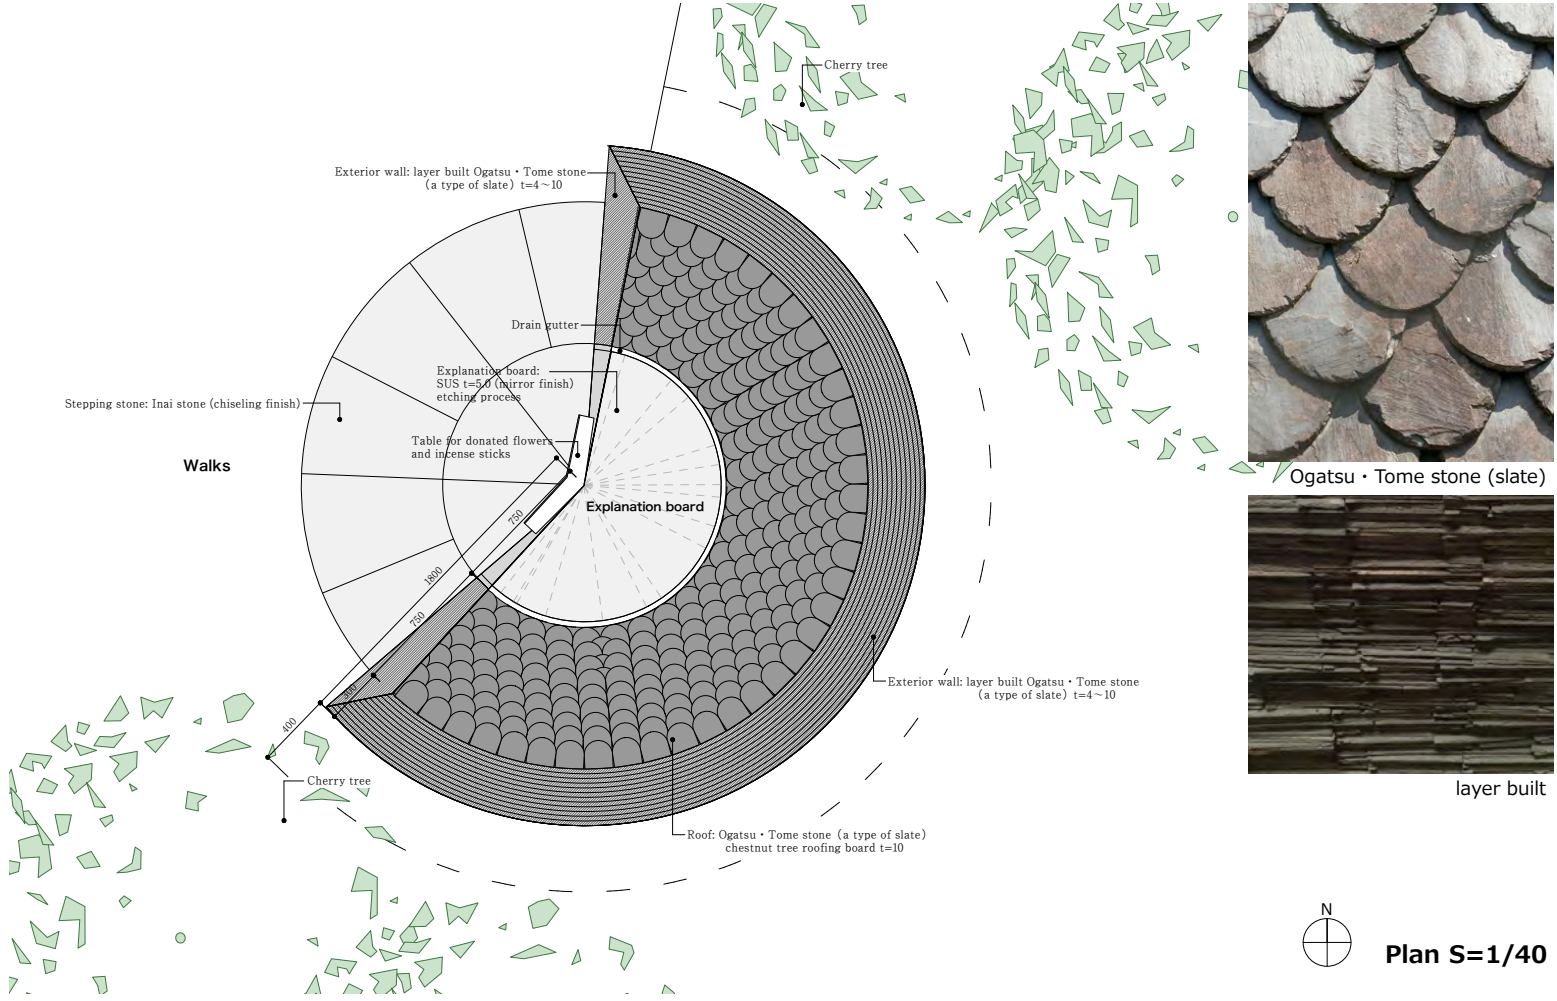 Cherry tree
Exterior wall: layer built Ogatsu・Tome stone
(a type of slate) t=4～10
Drain gutter
Explanation board:
SUS t=5.0 (mirror finish)
etching process
Stepping stone: Inai stone (chiseling finish)
Table for donated flowers
and incense sticks
Walks
Ogatsu・Tome stone (slate)
Explanation board
750
1800
750
300
400
Exterior wall: layer built Ogatsu・Tome stone
(a type of slate) t=4～10
Cherry tree
layer built
Roof: Ogatsu・Tome stone (a type of slate)
chestnut tree roofing board t=10
N
Plan S=1/40